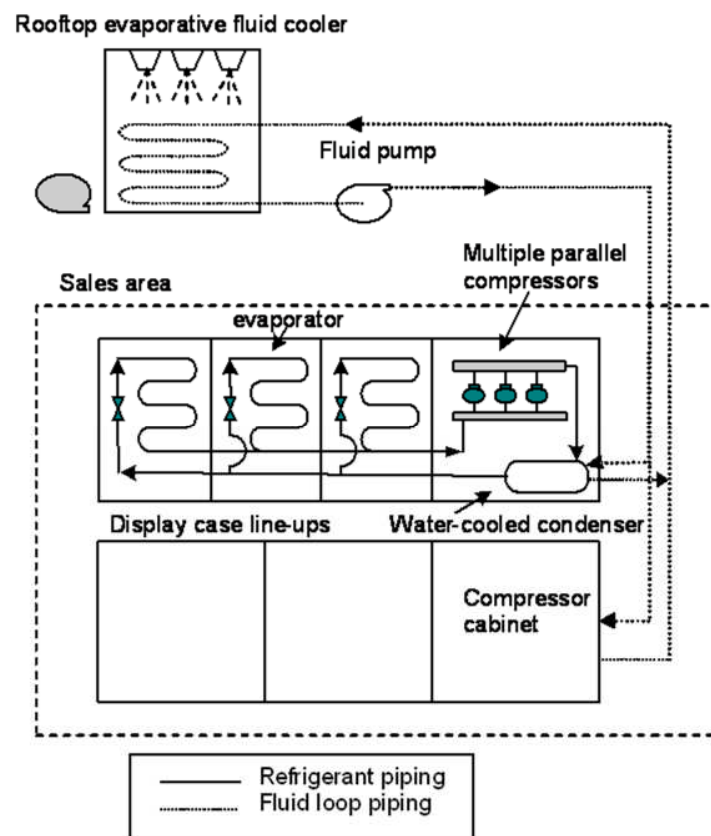 Rooftop evaporative fluid cooler
Fluid pump
Multiple parallel
compressors
Sales area
evaporator
Display case line-ups
Water-cooled condenser
Compressor
cabinet
Refrigerant piping
Fluid loop piping